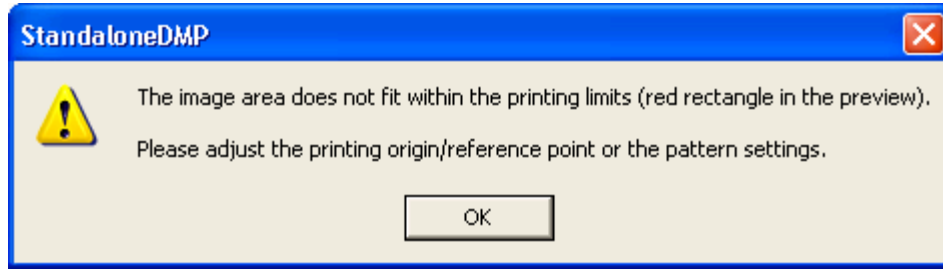 StandaloneDMP
The image area does not fit within the printing limits (red rectangle in the preview).
Please adjust the printing origin/reference point or the pattern settings.
OK